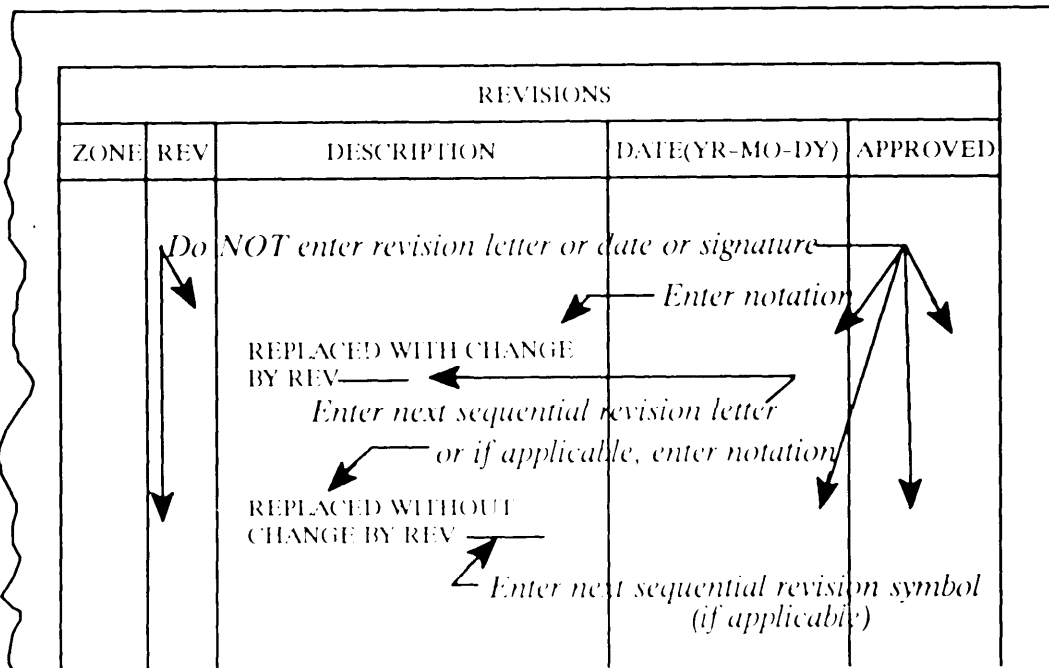 REVISIONS
ZONE REV DESCRIPTION DATE(YR-MO-DY) APPROVED
Do NOT enter revision letter or date or signature
Enter notation
REPLACED WITH CHANGE
BY REV
Enter next sequential revision letter
or if applicable, enter notation
REPLACED WITHOUT
CHANGE BY REV
Enter next sequential revision symbol
(if applicable)